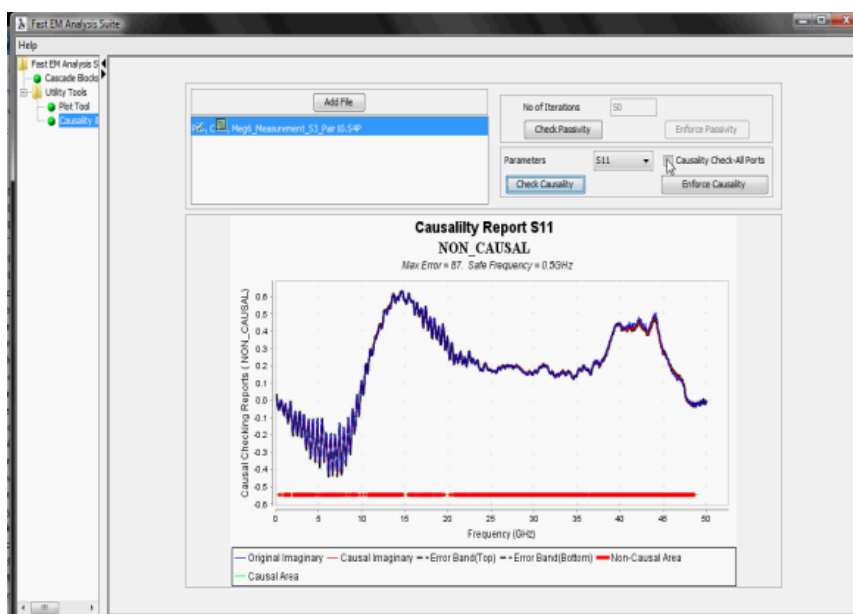 Fast EM Analysis Suite
Help
Fast EM Analysis S
Cascade Blocks
Utility Tools
Plot Tool
Causality &
Add File
Meg6_Measurement_S3_Pair 10.S4P
No of Iterations 50
Check Passivity Enforce Passivity
Parameters S11 Causality Check-All Ports
Check Causality Enforce Causality
Causalilty Report S11
NON_CAUSAL
Max Error = 87, Safe Frequency = 0.5GHz
Causal Checking Reports ( NON_CAUSAL)
0.6
0.5
0.4
0.3
0.2
0.1
0.0
-0.1
-0.2
-0.3
-0.4
-0.5
-0.6
0 5 10 15 20 25 30 35 40 45 50
Frequency (GHz)
Original Imaginary Causal Imaginary Error Band(Top) Error Band(Bottom) Non-Causal Area
Causal Area